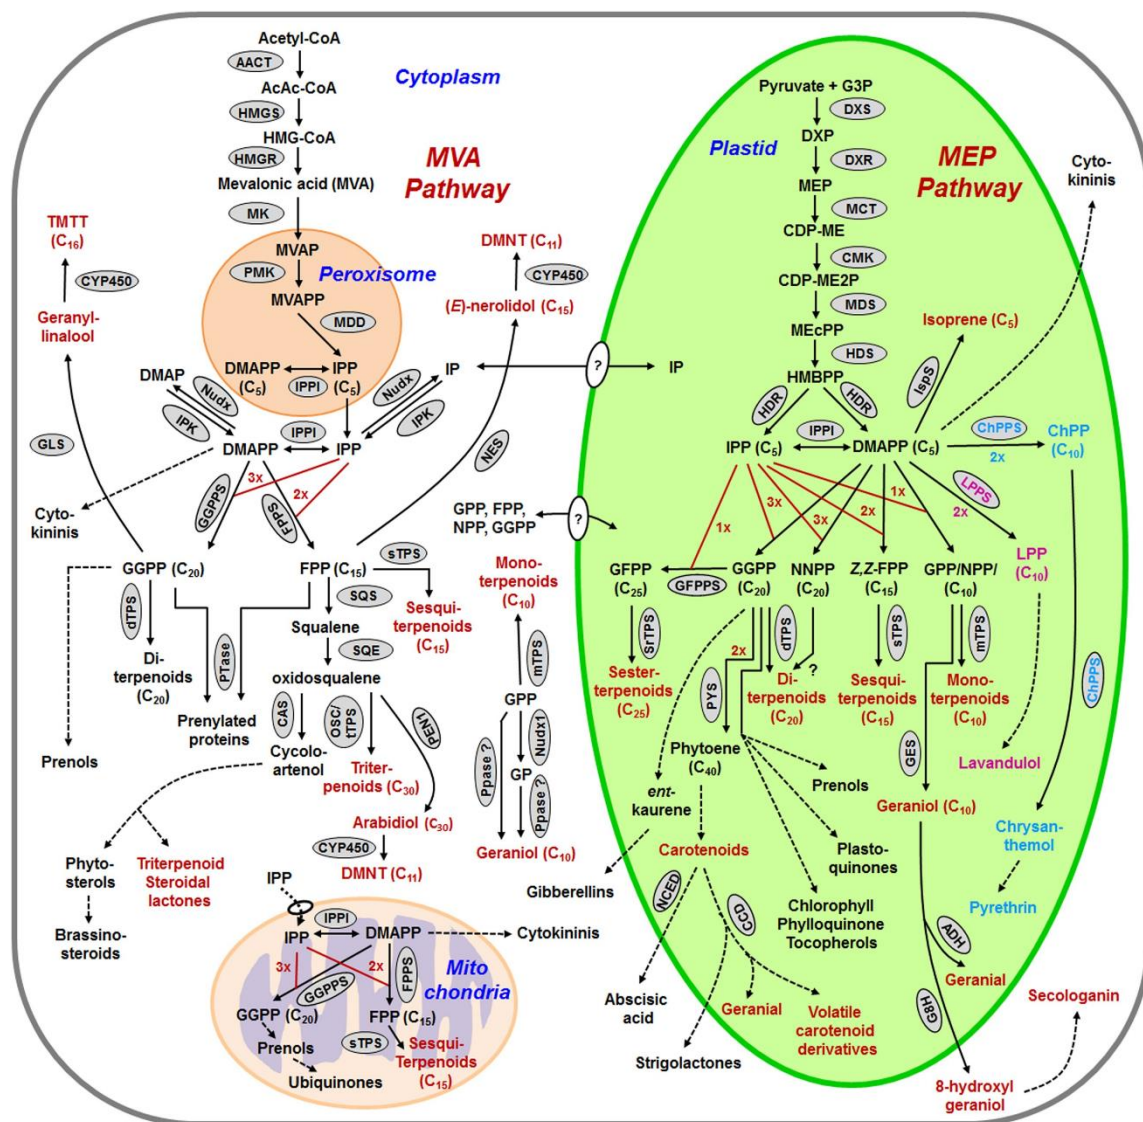 Acetyl-CoA
AACT
AcAc-CoA
HMGS
HMG-CoA
HMGR
Mevalonic acid (MVA)
MK
Cytoplasm
MVA
Pathway
MVAP
PMK
Peroxisome
MVAPP
MDD
DMAPP
(C5)
IPPI
IPP
(C5)
TMTT
(C16)
CYP450
Geranyl-
linalool
GLS
DMNT (C11)
CYP450
(E)-nerolidol (C15)
NES
DMAP
Nudx
IPK
IP
Nudx
IPK
?
IP
DMAPP
IPPI
IPP
3x
2x
GGPPS
FPPS
Cyto-
kininis
GGPP (C20)
dTPS
Di-
terpenoids
(C20)
PTase
Prenylated
proteins
Prenols
FPP (C15)
sTPS
Sesqui-
terpenoids
(C15)
SQS
Squalene
SQE
oxidosqualene
CAS
Cycolo-
artenol
OSC/
tTPS
Triter-
penoids (C30)
PEN1
Arabidiol (C30)
CYP450
DMNT (C11)
Phyto-
sterols
Triterpenoid
Steroidal
lactones
Brassino-
steroids
GPP, FPP,
NPP, GGPP
?
Mono-
terpenoids
(C10)
mTPS
GPP
Nudx1
GP
Ppase ?
Ppase ?
Geraniol (C10)
IPP
IPPI
IPP
DMAPP
Cytokininis
3x
2x
GGPPS
FPPS
Mito
chondria
GGPP (C20)
FPP (C15)
Prenols
sTPS
Sesqui-
Terpenoids
(C15)
Ubiquinones
Pyruvate + G3P
DXS
DXP
Plastid
DXR
MEP
Pathway
MEP
MCT
CDP-ME
CMK
CDP-ME2P
MDS
MEcPP
HDS
HMBPP
HDR
HDR
IPP (C5)
IPPI
DMAPP (C5)
IspS
Isoprene (C5)
Cyto-
kininis
ChPPS
2x
ChPP
(C10)
LPPS
2x
1x
3x
3x
2x
1x
LPP
(C10)
GFPP
(C25)
GFPPS
GGPP
(C20)
NNPP
(C20)
Z,Z-FPP
(C15)
GPP/NPP/
(C10)
SrTPS
Sester-
terpenoids
(C25)
2x
dTPS
?
Di-
terpenoids
(C20)
sTPS
Sesqui-
terpenoids
(C15)
mTPS
Mono-
terpenoids
(C10)
PYS
Phytoene
(C40)
ent-
kaurene
Gibberellins
Prenols
Plasto-
quinones
Chlorophyll
Phylloquinone
Tocopherols
Carotenoids
NCED
CCD
Abscisic
acid
Strigolactones
Geranial
Volatile
carotenoid
derivatives
GES
Geraniol (C10)
Lavandulol
ChPPS
Chrysan-
themol
Pyrethrin
ADH
Geranial
G8H
Secologanin
8-hydroxyl
geraniol